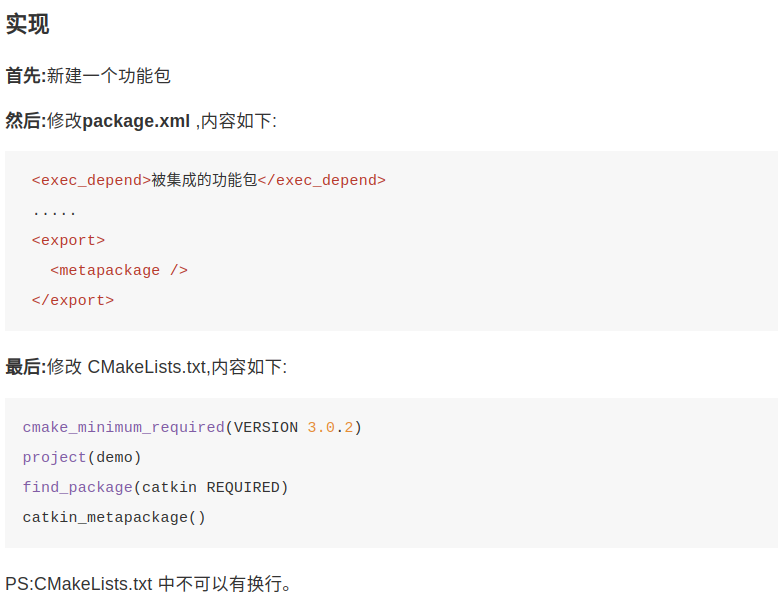 实现
首先:新建一个功能包
然后:修改package.xml ,内容如下:
<exec_depend>被集成的功能包</exec_depend>
.....
<export>
  <metapackage />
</export>
最后:修改 CMakeLists.txt,内容如下:
cmake_minimum_required(VERSION 3.0.2)
project(demo)
find_package(catkin REQUIRED)
catkin_metapackage()
PS:CMakeLists.txt 中不可以有换行。